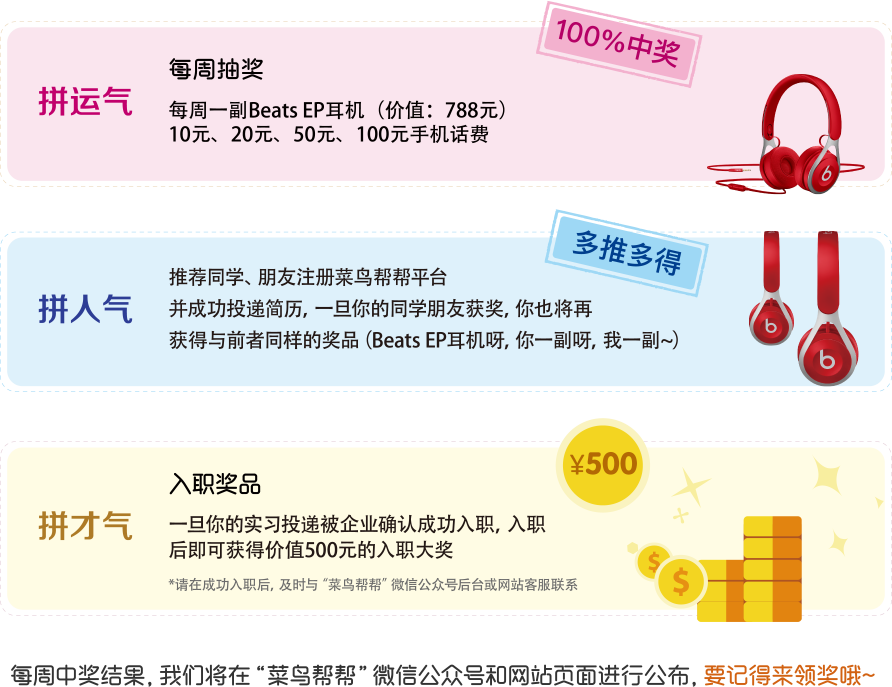 100%中奖
拼运气
每周抽奖
每周一副Beats EP耳机（价值：788元）
10元、20元、50元、100元手机话费
b
多推多得
拼人气
推荐同学、朋友注册菜鸟帮帮平台
并成功投递简历，一旦你的同学朋友获奖，你也将再
获得与前者同样的奖品（Beats EP耳机呀，你一副呀，我一副~）
b
b
¥500
拼才气
入职奖品
一旦你的实习投递被企业确认成功入职，入职
后即可获得价值500元的入职大奖
*请在成功入职后，及时与“菜鸟帮帮”微信公众号后台或网站客服联系
$
$
每周中奖结果，我们将在“菜鸟帮帮”微信公众号和网站页面进行公布，要记得来领奖哦~